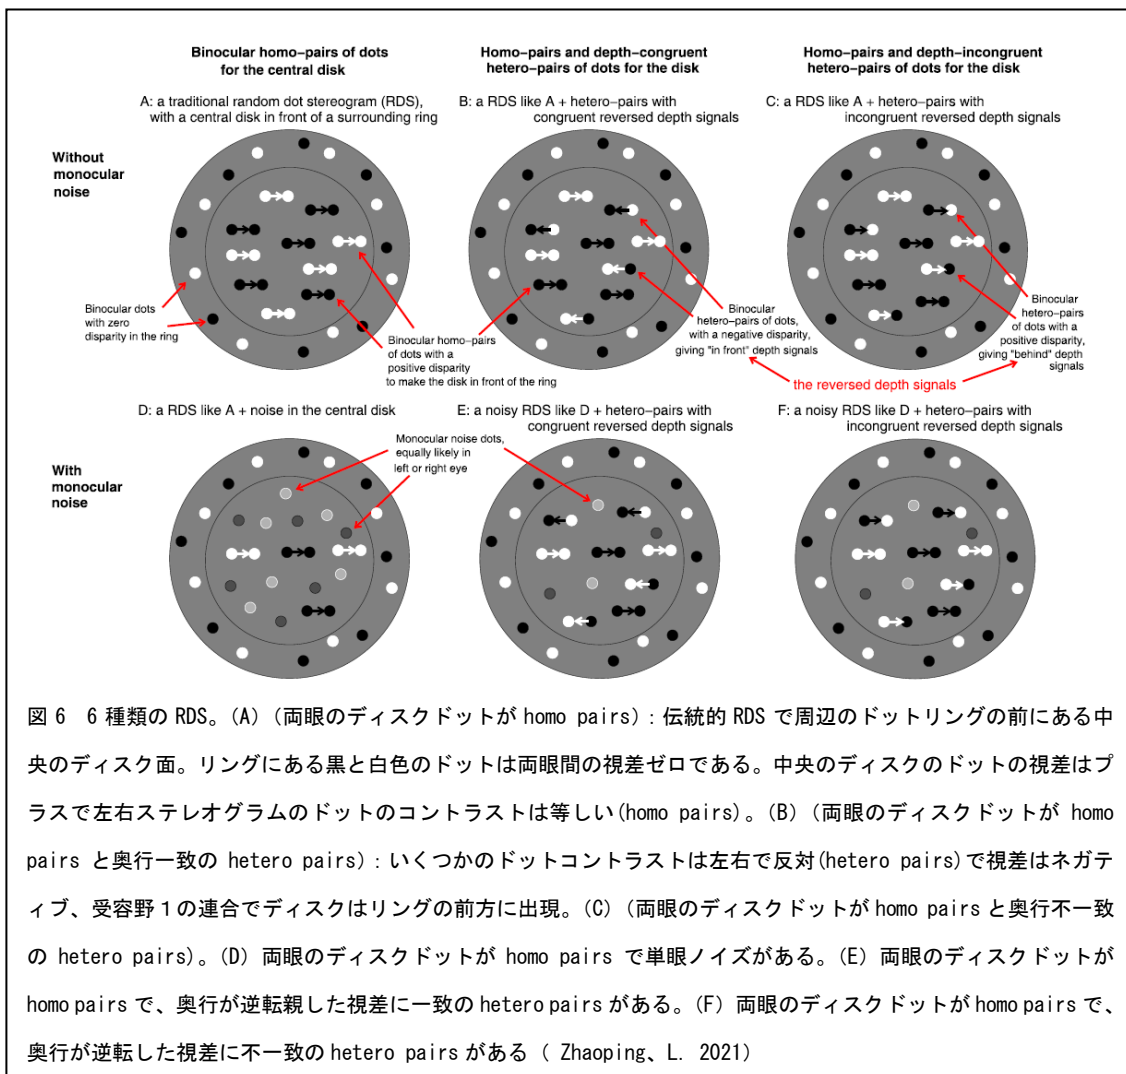 Binocular homo-pairs of dots
for the central disk
Homo-pairs and depth-congruent
hetero-pairs of dots for the disk
Homo-pairs and depth-incongruent
hetero-pairs of dots for the disk
A: a traditional random dot stereogram (RDS),
with a central disk in front of a surrounding ring
B: a RDS like A + hetero-pairs with
congruent reversed depth signals
C: a RDS like A + hetero-pairs with
incongruent reversed depth signals
Without
monocular
noise
Binocular dots
with zero
disparity in the ring
Binocular homo-pairs
of dots with a
positive disparity
to make the disk in front of the ring
Binocular
hetero-pairs of dots,
with a negative disparity,
giving "in front" depth signals
Binocular
hetero-pairs
of dots with a
positive disparity,
giving "behind" depth
signals
the reversed depth signals
D: a RDS like A + noise in the central disk
E: a noisy RDS like D + hetero-pairs with
congruent reversed depth signals
F: a noisy RDS like D + hetero-pairs with
incongruent reversed depth signals
With
monocular
noise
Monocular noise dots,
equally likely in
left or right eye
図 6 6 種類の RDS。(A) (両眼のディスクドットが homo pairs) : 伝統的 RDS で周辺のドットリングの前にある中
央のディスク面。リングにある黒と白色のドットは両眼間の視差ゼロである。中央のディスクのドットの視差はプ
ラスで左右ステレオグラムのドットのコントラストは等しい(homo pairs)。(B) (両眼のディスクドットが homo
pairs と奥行一致の hetero pairs) : いくつかのドットコントラストは左右で反対(hetero pairs)で視差はネガテ
ィブ、受容野１の連合でディスクはリングの前方に出現。(C) (両眼のディスクドットが homo pairs と奥行不一致
の hetero pairs)。(D) 両眼のディスクドットが homo pairs で単眼ノイズがある。(E) 両眼のディスクドットが
homo pairs で、奥行が逆転親した視差に一致の hetero pairs がある。(F) 両眼のディスクドットが homo pairs で、
奥行が逆転した視差に不一致の hetero pairs がある ( Zhaoping、L. 2021)